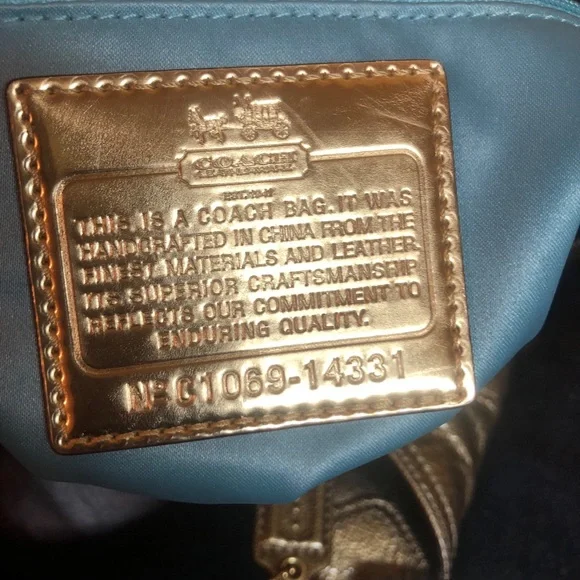 COACH
THIS IS A COACH BAG. IT WAS
HANDCRAFTED IN CHINA FROM THE
FINEST MATERIALS AND LEATHER.
ITS SUPERIOR CRAFTSMANSHIP
REFLECTS OUR COMMITMENT TO
ENDURING QUALITY.
Nº C1069-14331